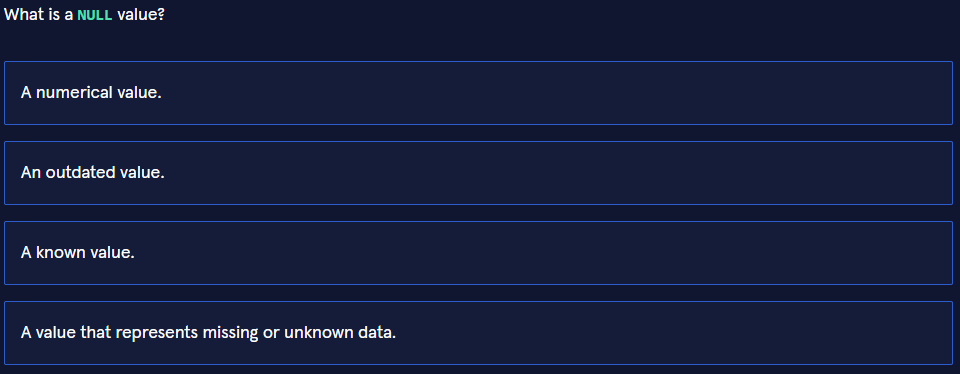 What is a NULL value?
A numerical value.
An outdated value.
A known value.
A value that represents missing or unknown data.